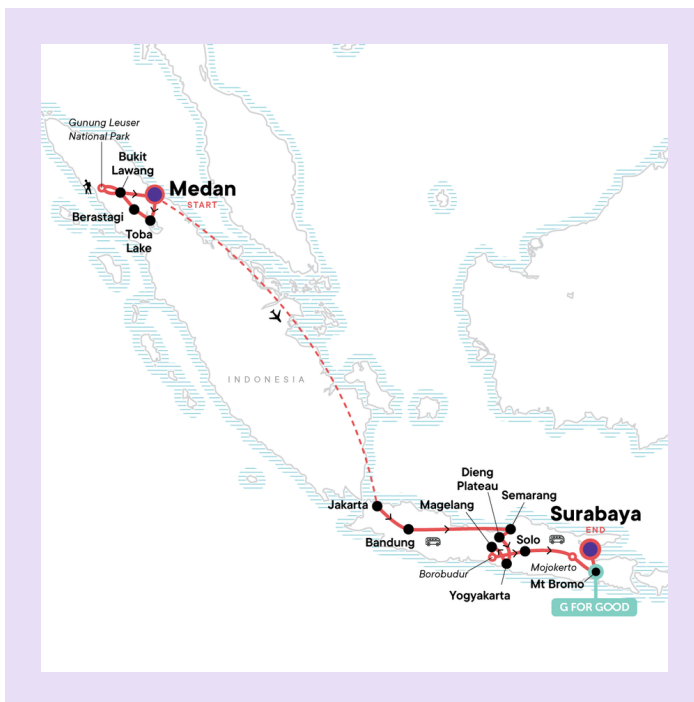 Gunung Leuser
National Park
Bukit
Lawang
Medan
START
Berastagi
Toba
Lake
INDONESIA
Dieng
Plateau
Semarang
Jakarta
Magelang
Surabaya
END
Bandung
Solo
Borobudur
Mojokerto
Mt Bromo
Yogyakarta
G FOR GOOD